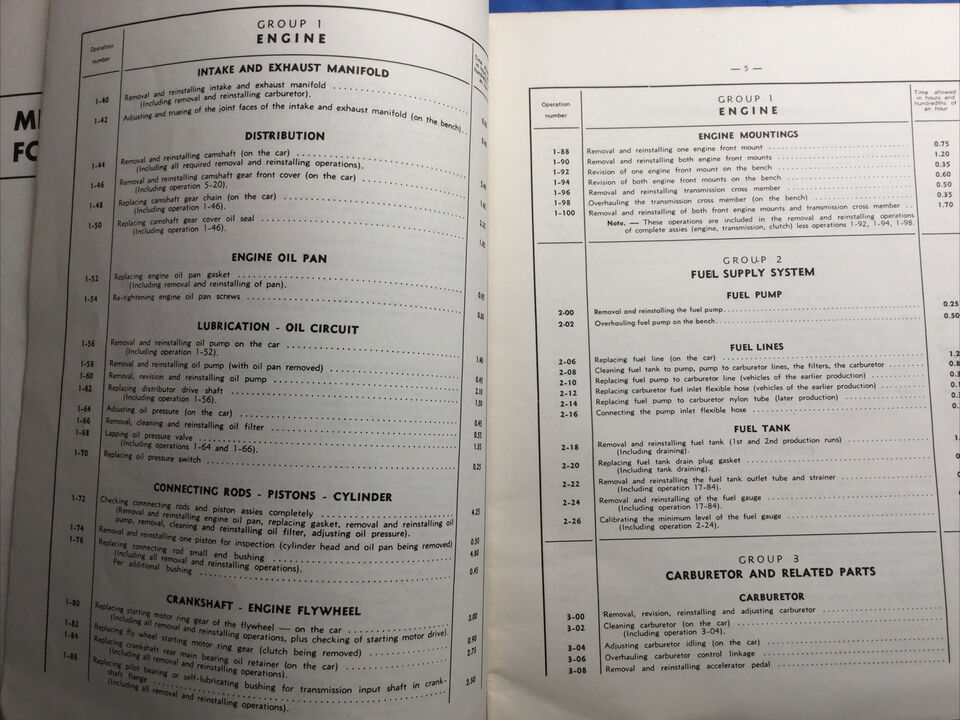 ME
FO
GROUP 1
ENGINE
Operation
number
INTAKE AND EXHAUST MANIFOLD
1-40 Removal and reinstalling intake and exhaust manifold
(Including removal and reinstalling carburetor).
1-42 Adjusting and trueing of the joint faces of the intake and exhaust manifold (on the bench)
DISTRIBUTION
1-44 Removal and reinstalling camshaft (on the car)
(Including all required removal and reinstalling operations).
1-46 Removal and reinstalling camshaft gear front cover (on the car)
(Including operation 5-20).
1-48 Replacing camshaft gear chain (on the car)
(Including operation 1-46).
1-50 Replacing camshaft gear cover oil seal
(Including operation 1-46).
ENGINE OIL PAN
1-52 Replacing engine oil pan gasket 0.95
(Including removal and reinstalling of pan).
1-54 Re-tightening engine oil pan screws
LUBRICATION - OIL CIRCUIT
1-56 Removal and reinstalling oil pump on the car
(Including operation 1-52).
1-58 Removal and reinstalling oil pump (with oil pan removed) 0.45
1-60 Removal, revision and reinstalling oil pump 2.10
1-62 Replacing distributor drive shaft 1.50
(Including operation 1-56).
1-64 Adjusting oil pressure (on the car) 0.45
1-66 Removal, cleaning and reinstalling oil filter 0.55
1-68 Lapping oil pressure valve 1.35
(Including operations 1-64 and 1-66).
1-70 Replacing oil pressure switch 0.25
CONNECTING RODS - PISTONS - CYLINDER
1-72 Checking connnecting rods and piston assies completely 4.25
(Removal and reinstalling engine oil pan, replacing gasket, removal and reinstalling oil
pump, removal, cleaning and reinstalling oil filter, adjusting oil pressure).
1-74 Removal and reinstalling one piston for inspection (cylinder head and oil pan being removed) 0.50
1-76 Replacing connecting rod small end bushing 4.80
(Including all removal and reinstalling operations).
Per additional bushing 0.45
CRANKSHAFT - ENGINE FLYWHEEL
1-80 Replacing starting motor ring gear of the flywheel — on the car 3.00
(Including all removal and reinstalling operations, plus checking of starting motor drive)
1-82 Replacing fly wheel starting motor ring gear (clutch being removed) 0.90
1-84 Replacing crankshaft rear main bearing oil retainer (on the car) 2.75
(Including all removal and reinstalling operations).
1-86 Replacing pilot bearing or self-lubricating bushing for transmission input shaft in crank-
shaft flange 2.50
(Including all removal and reinstalling operations).
— 5 —
Operation
number
GROUP 1
ENGINE
Time allowed
in hours and
hundredths of
an hour
ENGINE MOUNTINGS
1-88 Removal and reinstalling one engine front mount 0.75
1-90 Removal and reinstalling both engine front mounts 1.20
1-92 Revision of one engine front mount on the bench 0.35
1-94 Revision of both engine front mounts on the bench 0.60
1-96 Removal and reinstalling transmission cross member 0.50
1-98 Overhauling the transmission cross member (on the bench) 0.35
1-100 Removal and reinstalling of both front engine mounts and transmission cross member 1.70
Note. — These operations are included in the removal and reinstalling operations
of complete assies (engine, transmission, clutch) less operations 1-92, 1-94, 1-98.
GROUP 2
FUEL SUPPLY SYSTEM
FUEL PUMP
2-00 Removal and reinstalling the fuel pump 0.25
2-02 Overhauling fuel pump on the bench 0.50
FUEL LINES
2-06 Replacing fuel line (on the car) 1.2
2-08 Cleaning fuel tank to pump, pump to carburetor lines, the filters, the carburetor 0.8
2-10 Replacing fuel pump to carburetor line (vehicles of the earlier production) 0.3
2-12 Replacing carburetor fuel inlet flexible hose (vehicles of the earlier production)
2-14 Replacing fuel pump to carburetor nylon tube (later production)
2-16 Connecting the pump inlet flexible hose
FUEL TANK
2-18 Removal and reinstalling fuel tank (1st and 2nd production runs)
(Including draining).
2-20 Replacing fuel tank drain plug gasket
(Including tank draining).
2-22 Removal and reinstalling the fuel tank outlet tube and strainer
(Including operation 17-84).
2-24 Removal and reinstalling of the fuel gauge
(Including operation 17-84).
2-26 Calibrating the minimum level of the fuel gauge
(Including operation 2-24).
GROUP 3
CARBURETOR AND RELATED PARTS
CARBURETOR
3-00 Removal, revision, reinstalling and adjusting carburetor
3-02 Cleaning carburetor (on the car)
(Including operation 3-04).
3-04 Adjusting carburetor idling (on the car)
3-06 Overhauling carburetor control linkage
3-08 Removal and reinstalling accelerator pedal